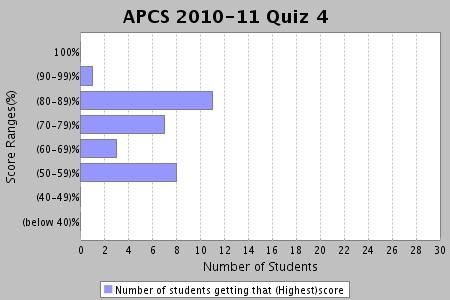 APCS 2010-11 Quiz 4
Score Ranges(%)
100%
(90-99)%
(80-89)%
(70-79)%
(60-69)%
(50-59)%
(40-49)%
(below 40)%
0 2 4 6 8 10 12 14 16 18 20 22 24 26 28 30
Number of Students
Number of students getting that (Highest)score